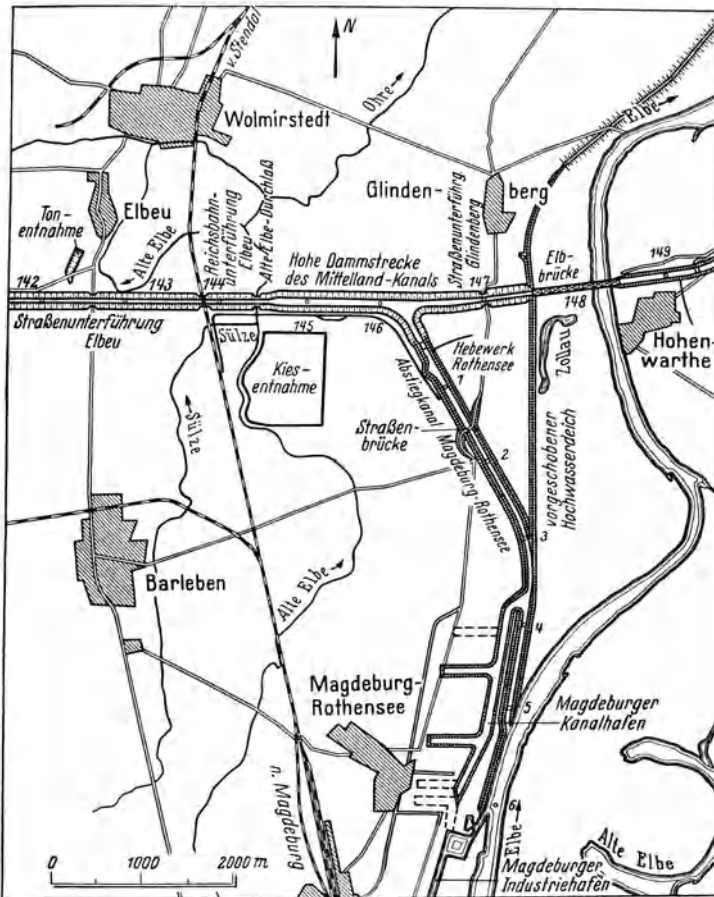 v. Stendal
N
Wolmirstedt
Ohre
Elbe
Glinden-
berg
Elbeu
Ton-
entnahme
Alte Elbe
Reichsbahn-
unterführung
Elbeu
Alte-Elbe-Durchlaß
Straßenunterführg.
Glindenberg
Hohe Dammstrecke
des Mittelland-Kanals
Elb-
brücke
142
143
144
145
146
147
148
149
Straßenunterführung
Elbeu
Sülze
Kies-
entnahme
Sülze
Abstiegkanal
Magdeburg-Rothensee
Hebewerk
Rothensee
Zollau
Hohen-
warthe
Straßen-
brücke
1
2
3
4
5
6
vorgeschobener
Hochwasserdeich
Barleben
Alte Elbe
Magdeburg-
Rothensee
Magdeburger
Kanalhafen
n. Magdeburg
Elbe
Alte Elbe
Magdeburger
Industriehafen
0 1000 2000 m